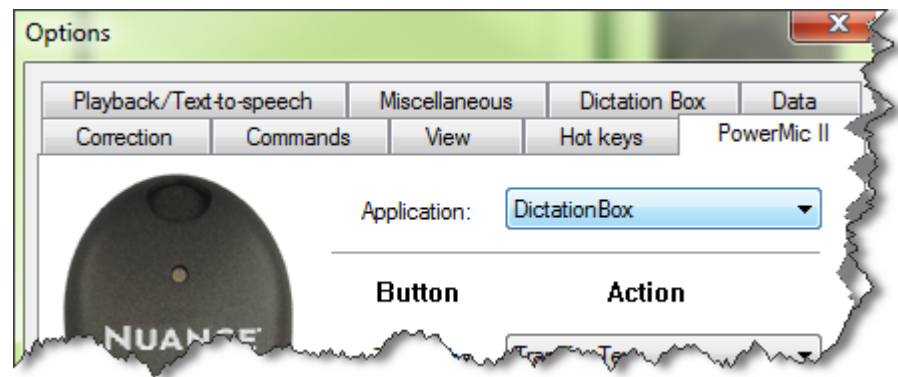 Options
Playback/Text-to-speech Miscellaneous Dictation Box Data
Correction Commands View Hot keys PowerMic II
Application: DictationBox
Button Action
NUANCE